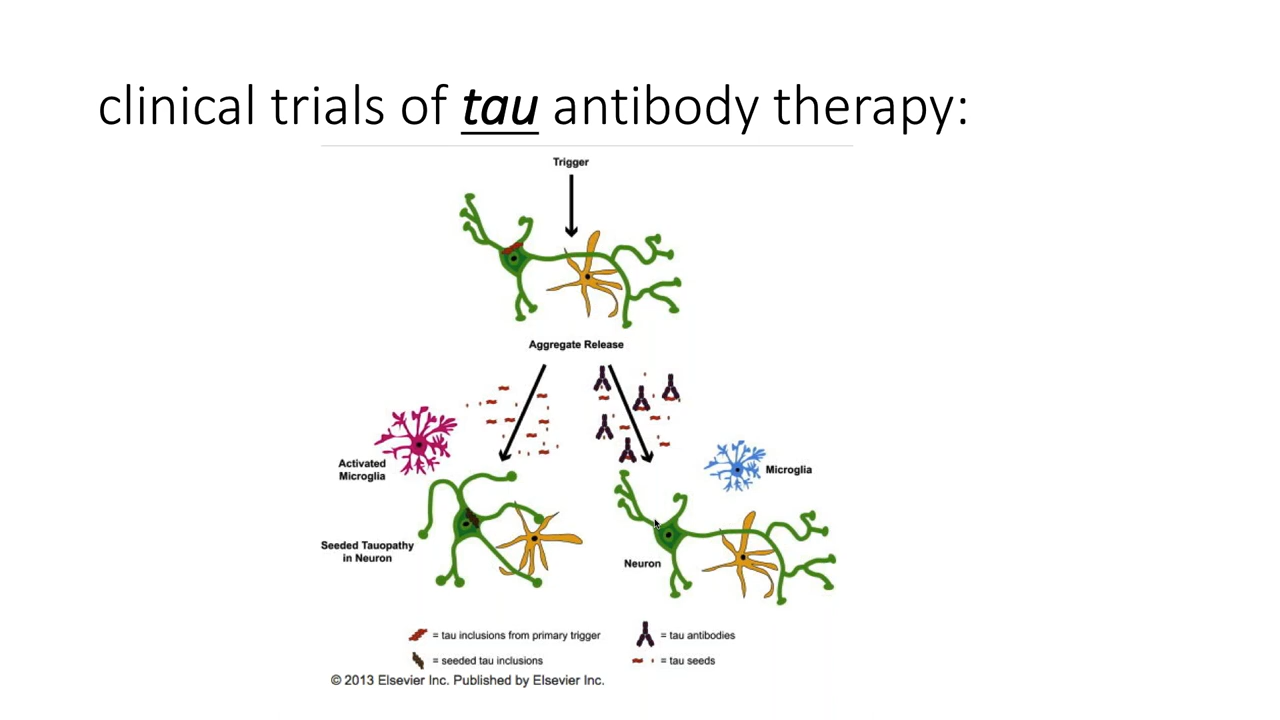 clinical trials of tau antibody therapy:
Trigger
Aggregate Release
Activated
Microglia
Microglia
Seeded Tauopathy
in Neuron
Neuron
= tau inclusions from primary trigger
= tau antibodies
= seeded tau inclusions
= tau seeds
© 2013 Elsevier Inc. Published by Elsevier Inc.